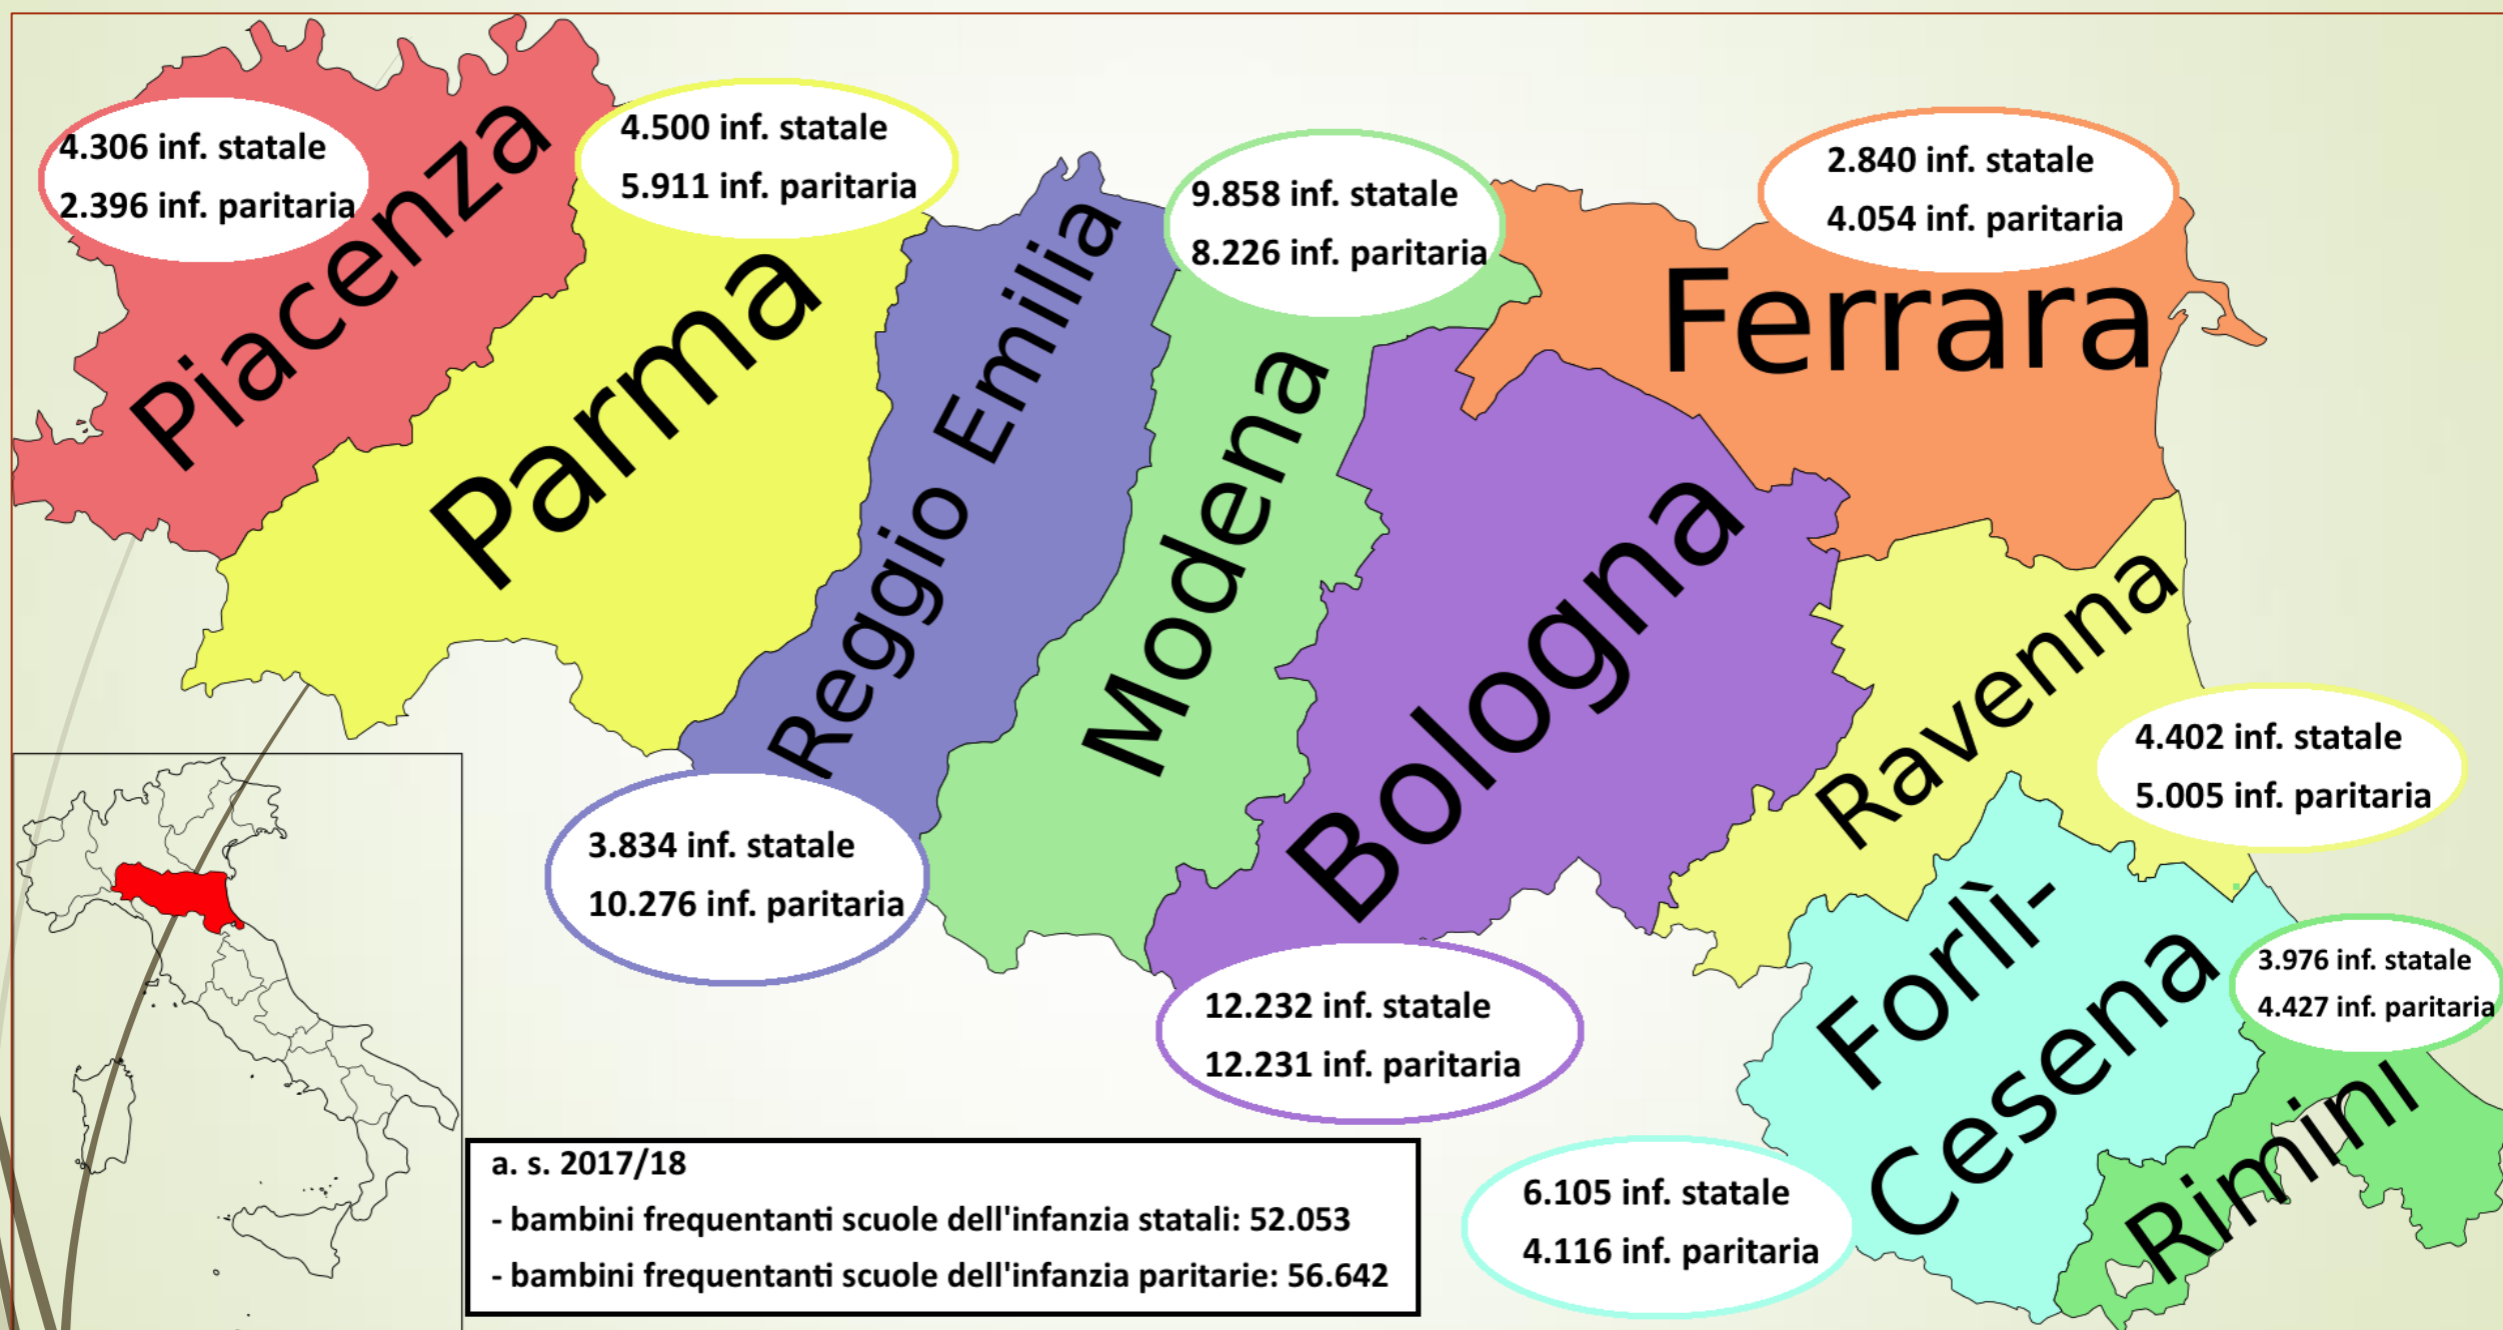 4.306 inf. statale
2.396 inf. paritaria
Piacenza
4.500 inf. statale
5.911 inf. paritaria
Parma
Reggio Emilia
3.834 inf. statale
10.276 inf. paritaria
9.858 inf. statale
8.226 inf. paritaria
Modena
Bologna
12.232 inf. statale
12.231 inf. paritaria
2.840 inf. statale
4.054 inf. paritaria
Ferrara
Ravenna
4.402 inf. statale
5.005 inf. paritaria
Forlì-
Cesena
6.105 inf. statale
4.116 inf. paritaria
3.976 inf. statale
4.427 inf. paritaria
Rimini
a. s. 2017/18
- bambini frequentanti scuole dell'infanzia statali: 52.053
- bambini frequentanti scuole dell'infanzia paritarie: 56.642